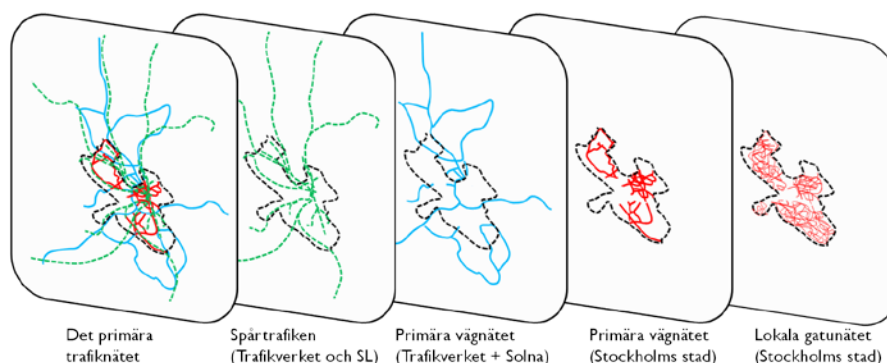 Det primära
trafiknätet
Spårtrafiken
(Trafikverket och SL)
Primära vägnätet
(Trafikverket + Solna)
Primära vägnätet
(Stockholms stad)
Lokala gatunätet
(Stockholms stad)